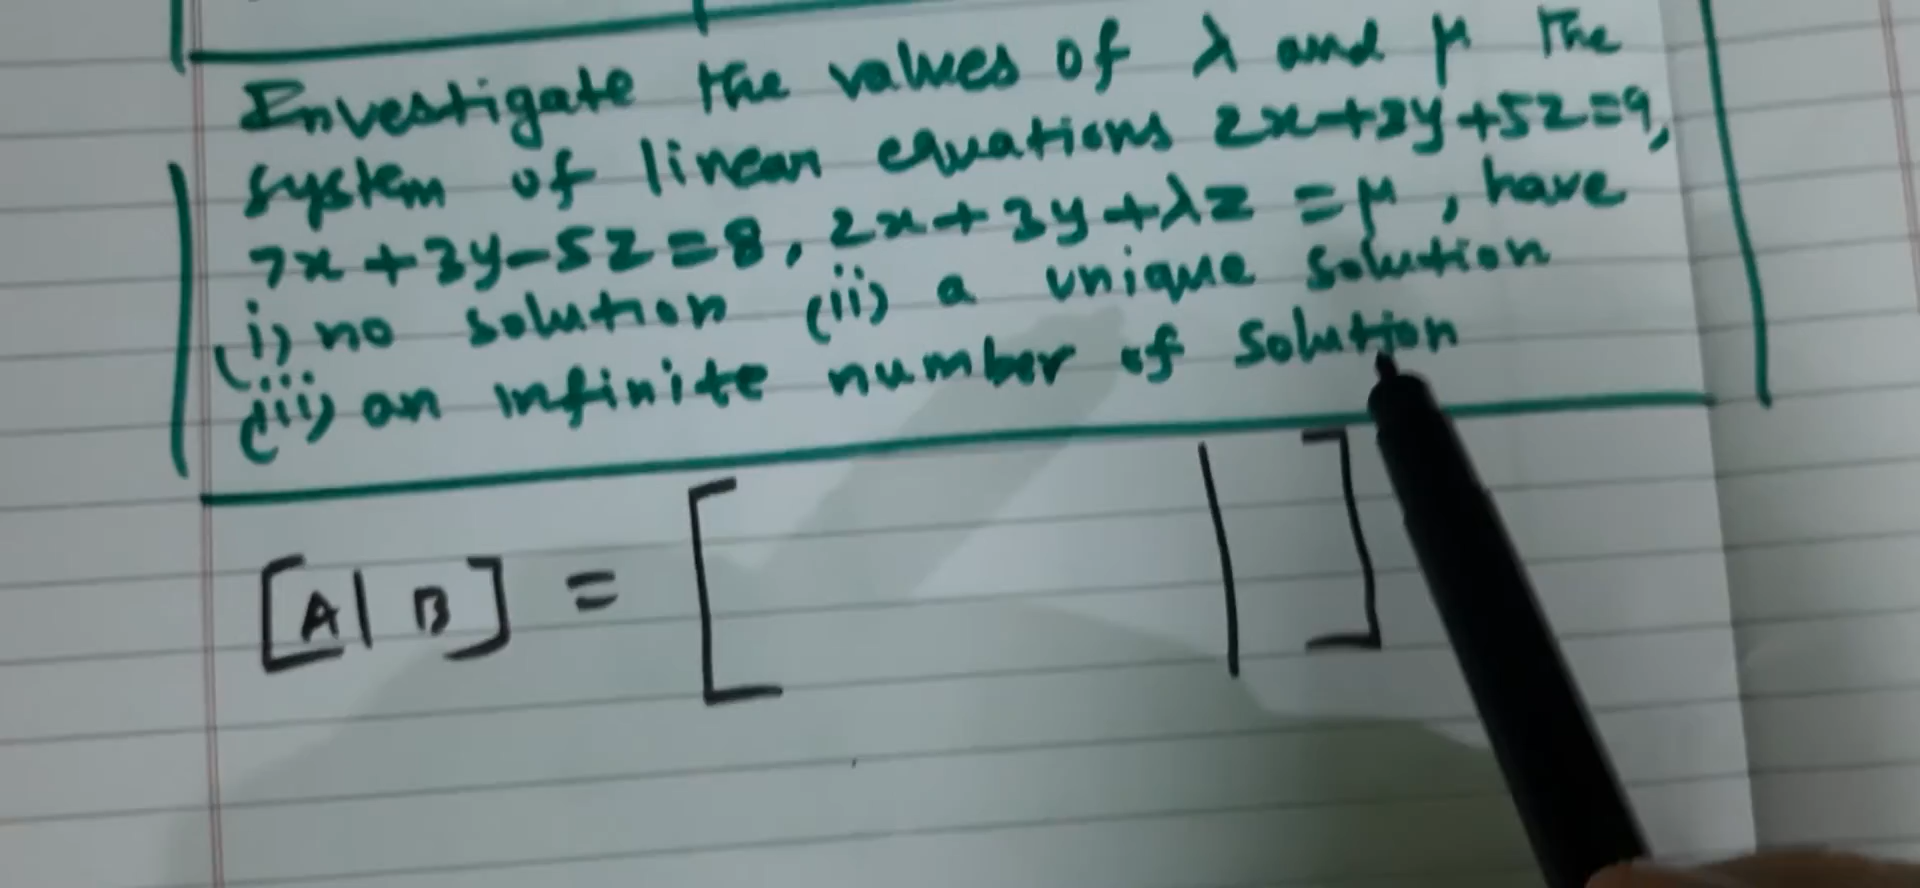 Investigate the values of λ and μ the
system of linear equations 2x+3y+5z=9,
7x+3y-5z=8, 2x+3y+λz=μ, have
(i) no solution (ii) a unique solution
(iii) an infinite number of solution
[A|B] = [ | ]